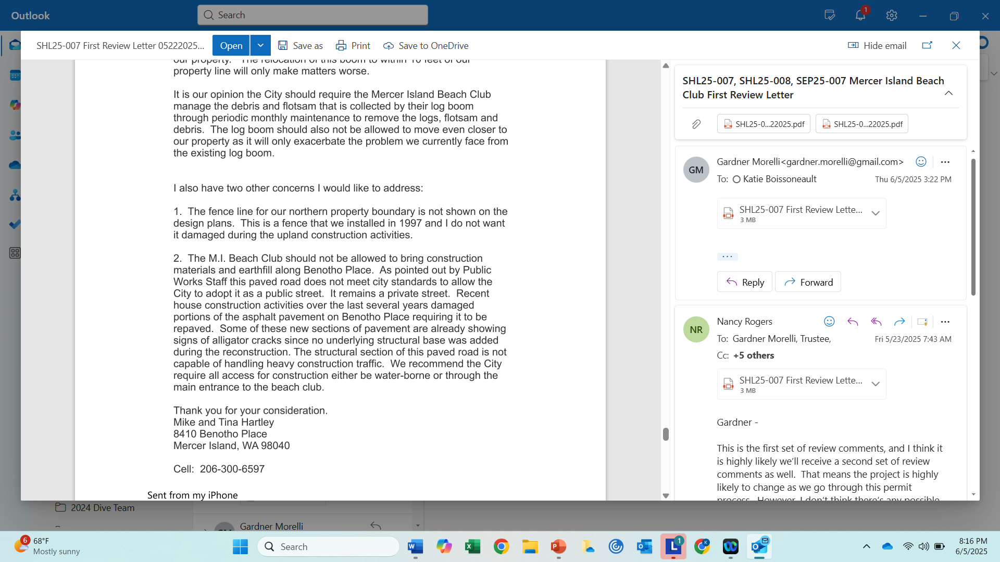 Outlook
Search
1
SHL25-007 First Review Letter 05222025...
Open
Save as
Print
Save to OneDrive
Hide email
our property. The relocation of this boom to within 10 feet of our
property line will only make matters worse.
It is our opinion the City should require the Mercer Island Beach Club
manage the debris and flotsam that is collected by their log boom
through periodic monthly maintenance to remove the logs, flotsam and
debris. The log boom should also not be allowed to move even closer to
our property as it will only exacerbate the problem we currently face from
the existing log boom.
I also have two other concerns I would like to address:
1. The fence line for our northern property boundary is not shown on the
design plans. This is a fence that we installed in 1997 and I do not want
it damaged during the upland construction activities.
2. The M.I. Beach Club should not be allowed to bring construction
materials and earthfill along Benotho Place. As pointed out by Public
Works Staff this paved road does not meet city standards to allow the
City to adopt it as a public street. It remains a private street. Recent
house construction activities over the last several years damaged
portions of the asphalt pavement on Benotho Place requiring it to be
repaved. Some of these new sections of pavement are already showing
signs of alligator cracks since no underlying structural base was added
during the reconstruction. The structural section of this paved road is not
capable of handling heavy construction traffic. We recommend the City
require all access for construction either be water-borne or through the
main entrance to the beach club.
Thank you for your consideration.
Mike and Tina Hartley
8410 Benotho Place
Mercer Island, WA 98040
Cell: 206-300-6597
Sent from my iPhone
SHL25-007, SHL25-008, SEP25-007 Mercer Island Beach
Club First Review Letter
SHL25-0...22025.pdf
SHL25-0...22025.pdf
GM
Gardner Morelli<gardner.morelli@gmail.com>
To: Katie Boissoneault
Thu 6/5/2025 3:22 PM
SHL25-007 First Review Lette...
3 MB
Reply
Forward
NR
Nancy Rogers
To: Gardner Morelli, Trustee,
Fri 5/23/2025 7:43 AM
Cc: +5 others
SHL25-007 First Review Lette...
3 MB
Gardner -
This is the first set of review comments, and I think it
is highly likely we'll receive a second set of review
comments as well. That means the project is highly
likely to change as we go through this permit
process. However, I don't think there's any possible
2024 Dive Team
Gardner Morelli
6
68°F
Mostly sunny
Search
1
8:16 PM
6/5/2025